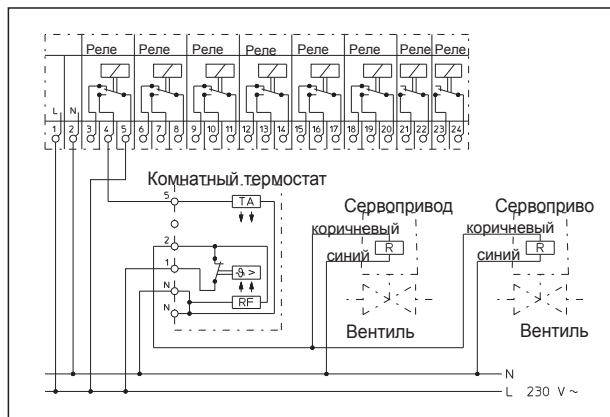 Реле Реле Реле Реле Реле Реле Реле Реле
L N
1 2 3 4 5 6 7 8 9 10 11 12 13 14 15 16 17 18 19 20 21 22 23 24
Комнатный термостат
5 TA
Сервопривод Сервоприво
коричневый коричневый
2 R R
синий синий
1 ϑ >
N RF
N
Вентиль Вентиль
N
L 230 V ~